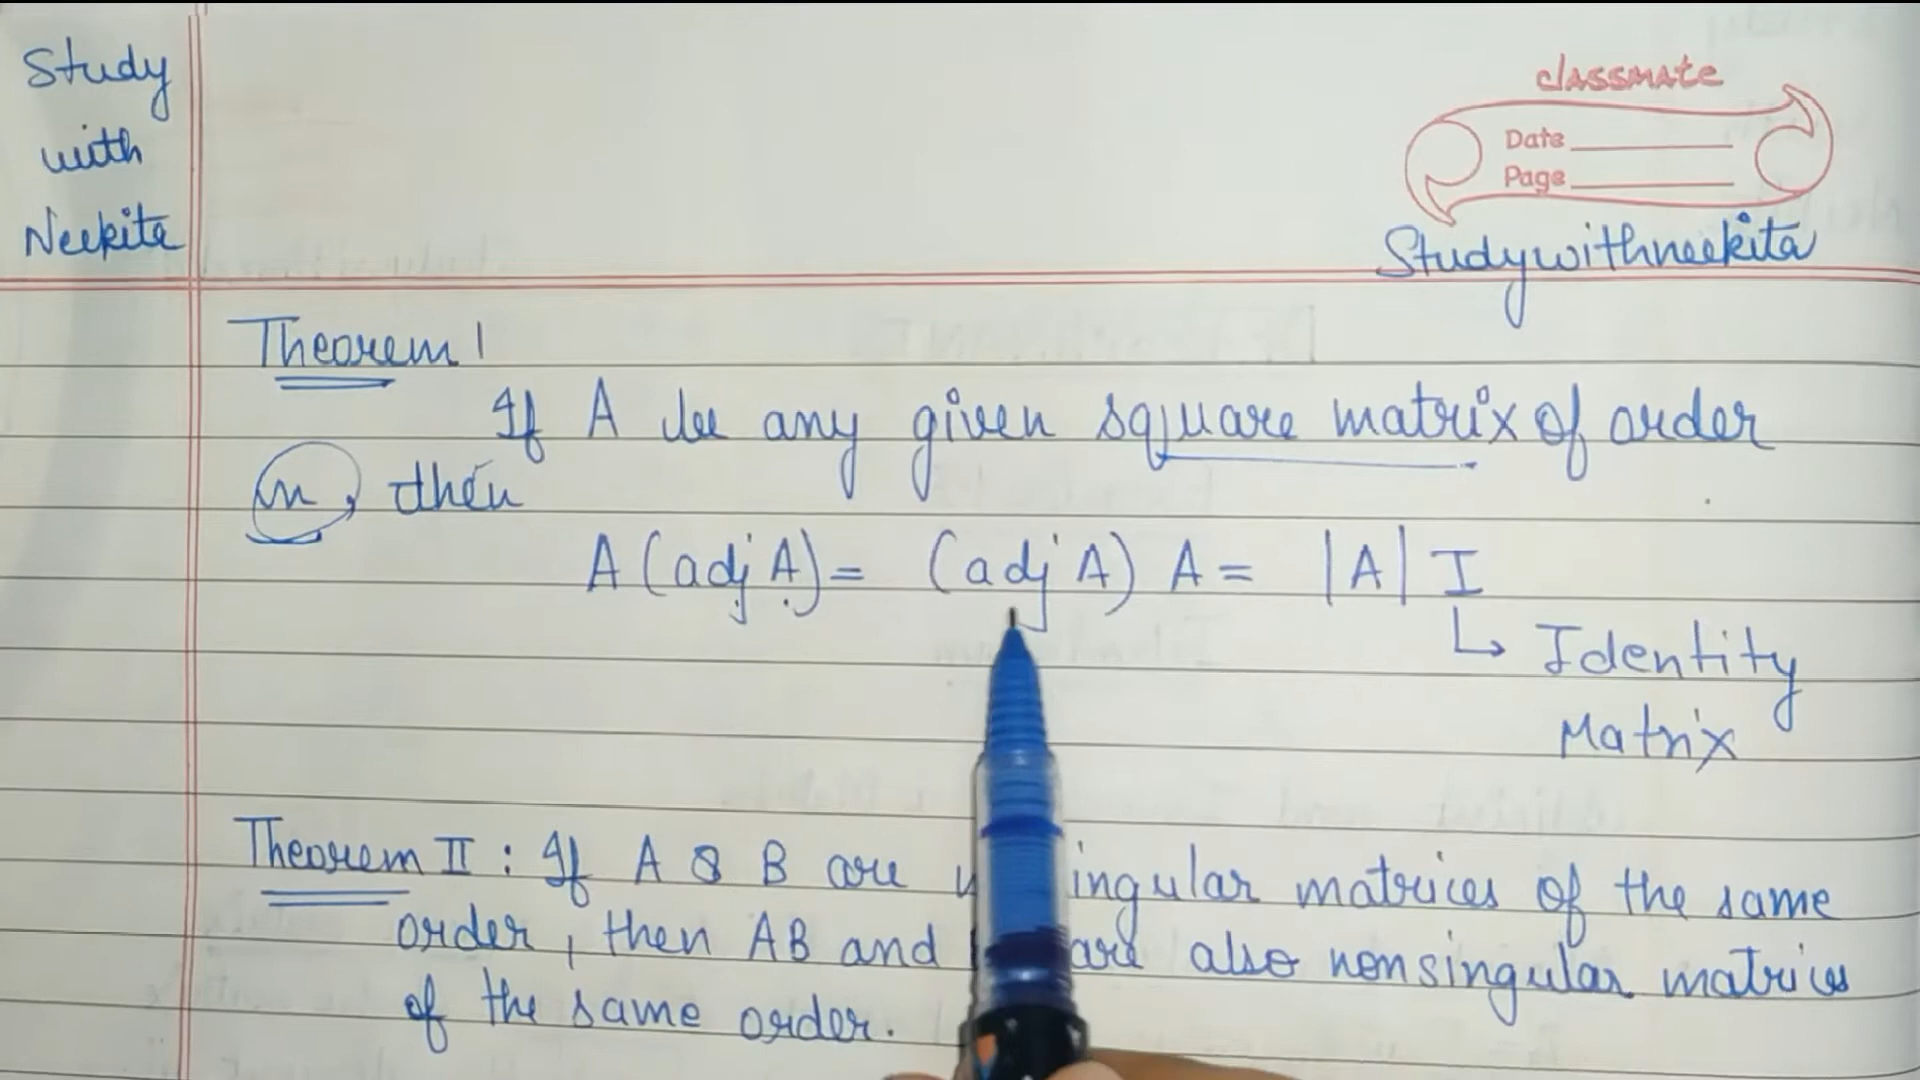 Study
with
Neekita
classmate
Date
Page
Studywithneekita
Theorem 1
If A be any given square matrix of order
n, then
A (adj A) = (adj A) A = |A| I
↳ Identity
Matrix
Theorem II : If A & B are singular matrices of the same
order, then AB and are also nonsingular matrices
of the same order.